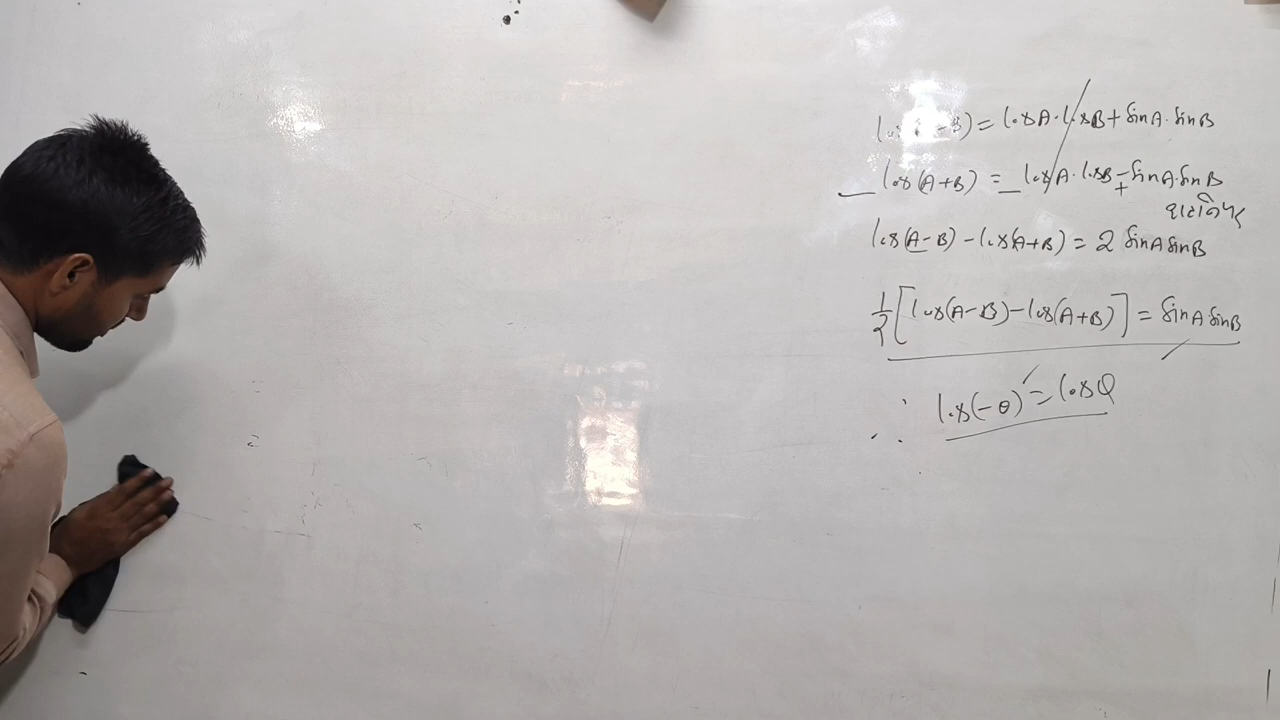 cos(A-B) = cosA·cosB + sinA·sinB
- cos(A+B) = - cosA·cosB - + sinA·sinB
cos(A-B) - cos(A+B) = 2 sinA sinB
1/2 [cos(A-B) - cos(A+B)] = sinA sinB
∴ cos(-θ) = cosθ